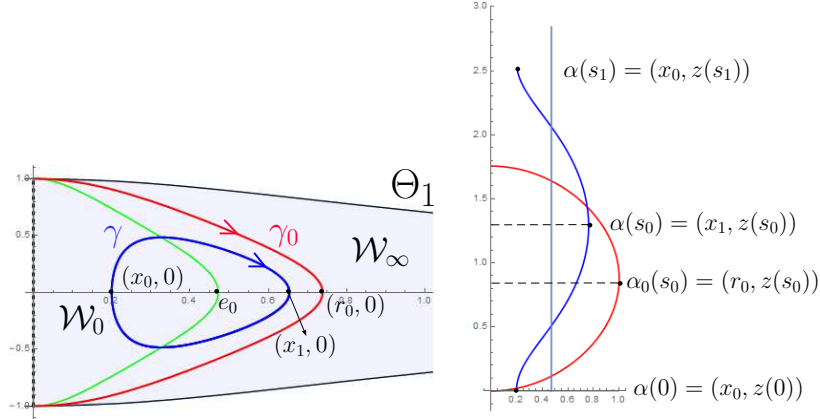 Θ₁
1.0
γ
γ₀
0.5
𝒲_∞
(x₀, 0)
𝒲₀
0.2
0.4
e₀
0.6
(r₀, 0)
0.8
1.0
(x₁, 0)
-0.5
-1.0
3.0
α(s₁) = (x₀, z(s₁))
2.5
2.0
1.5
α(s₀) = (x₁, z(s₀))
1.0
α₀(s₀) = (r₀, z(s₀))
0.5
α(0) = (x₀, z(0))
0.2
0.4
0.6
0.8
1.0